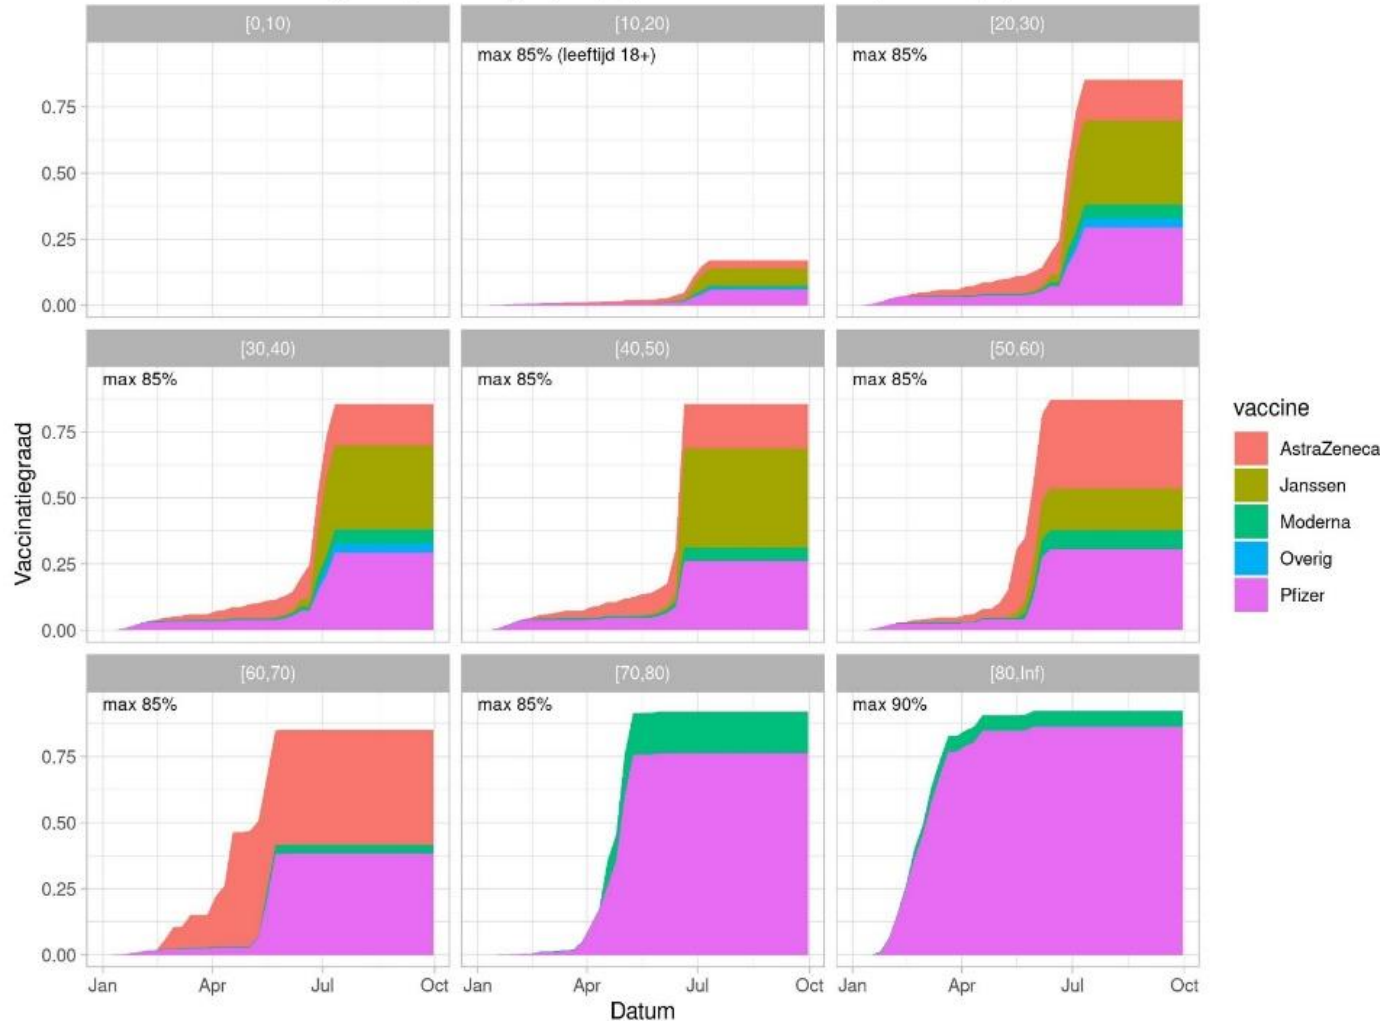 [0,10)
[10,20)
[20,30)
max 85% (leeftijd 18+)
max 85%
0.75
0.50
0.25
0.00
[30,40)
[40,50)
[50,60)
max 85%
max 85%
max 85%
0.75
0.50
0.25
0.00
[60,70)
[70,80)
[80,Inf)
max 85%
max 85%
max 90%
0.75
0.50
0.25
0.00
Jan Apr Jul Oct
Jan Apr Jul Oct
Jan Apr Jul Oct
Datum
Vaccinatiegraad
vaccine
AstraZeneca
Janssen
Moderna
Overig
Pfizer